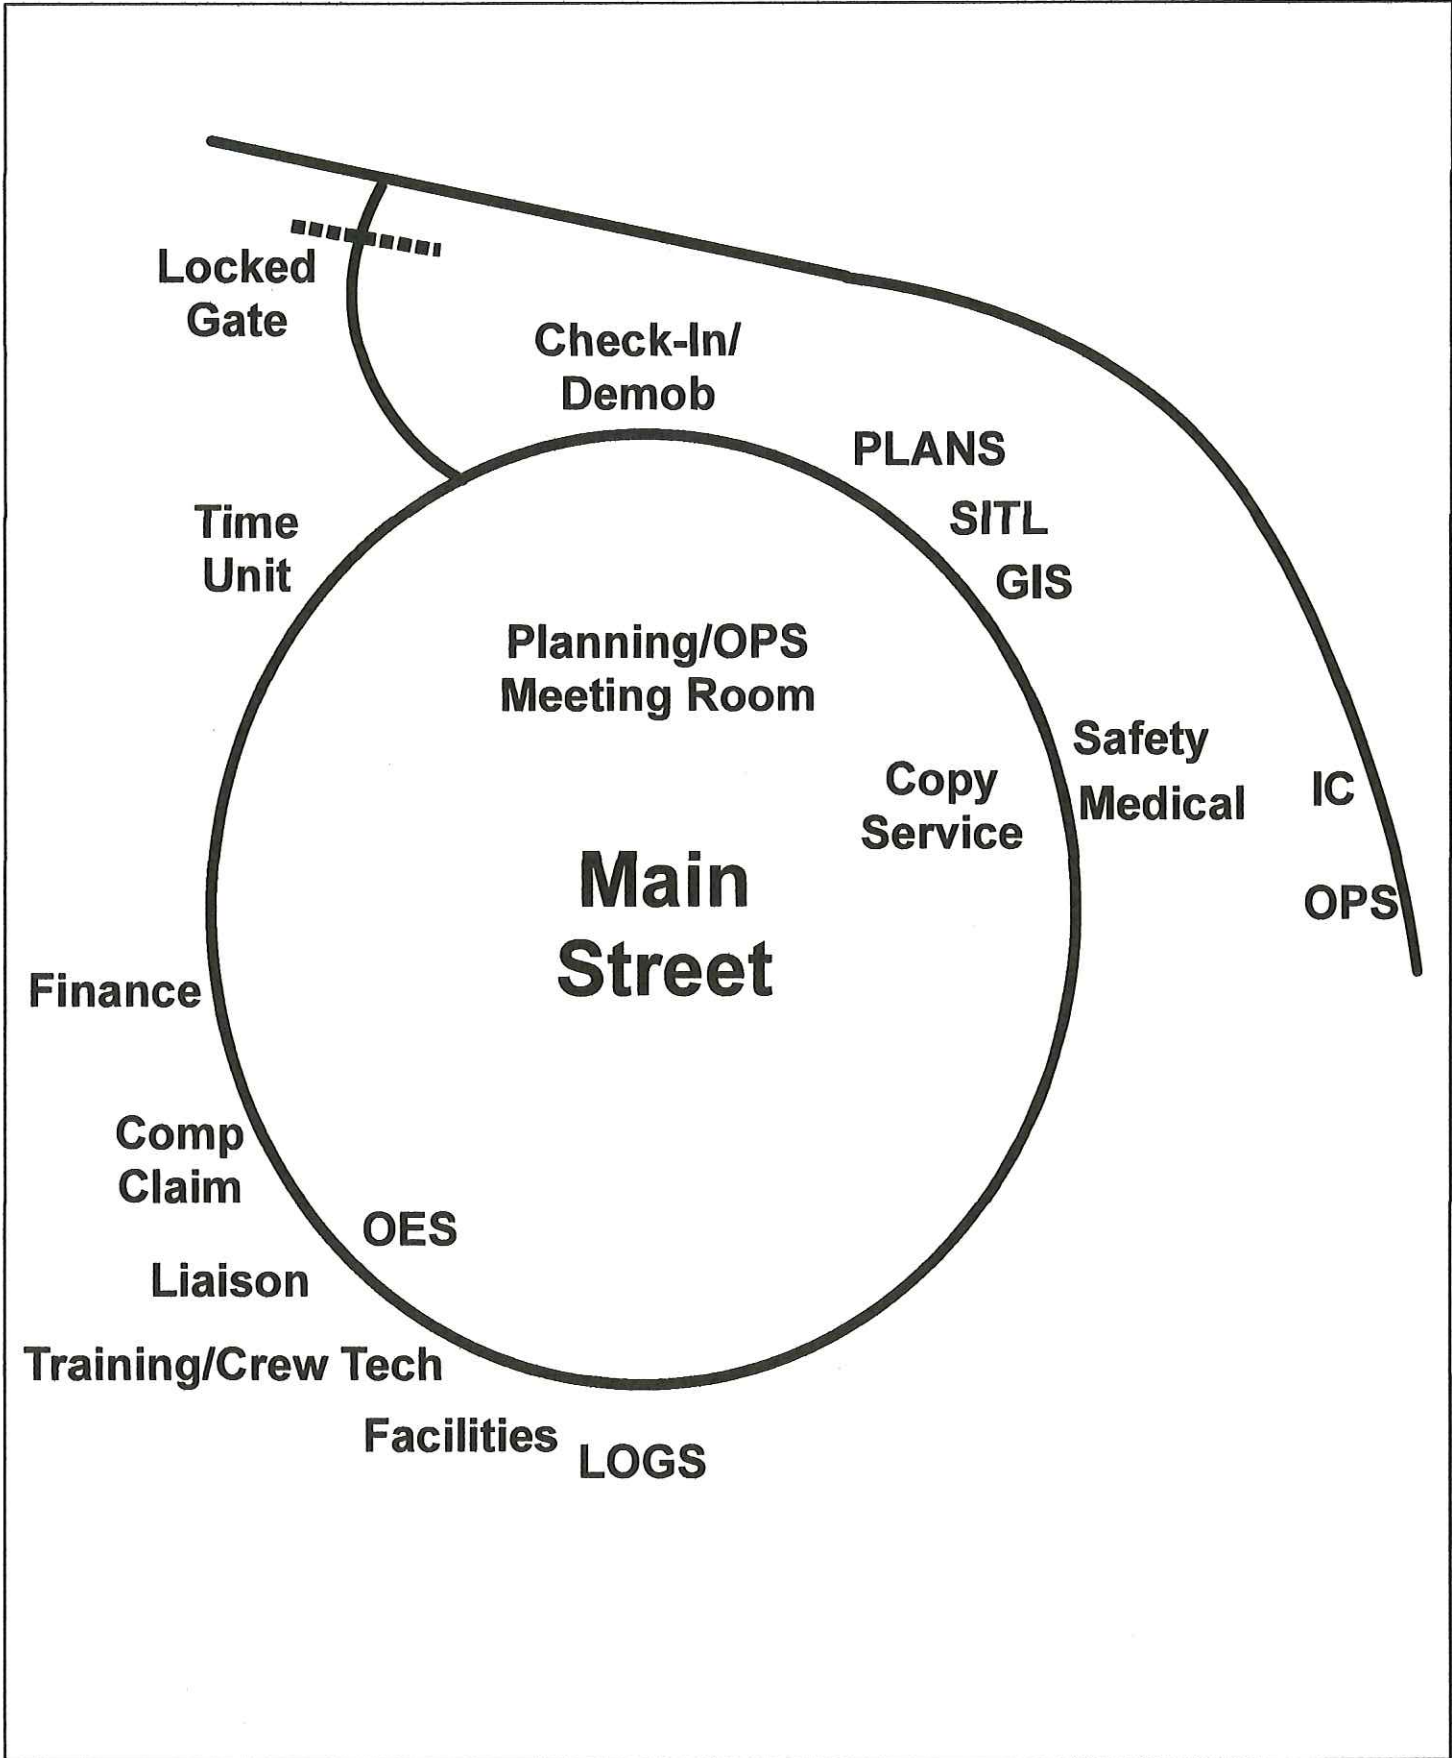 Locked
Gate
Check-In/
Demob
PLANS
SITL
GIS
Time
Unit
Planning/OPS
Meeting Room
Safety
Medical
IC
OPS
Copy
Service
Main
Street
Finance
Comp
Claim
OES
Liaison
Training/Crew Tech
Facilities
LOGS